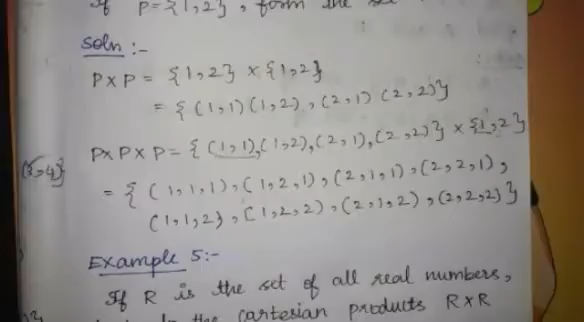 If P={1,2}, form the set
Soln :-
P×P = {1,2} × {1,2}
= {(1,1)(1,2),(2,1)(2,2)}
P×P×P = {(1,1),(1,2),(2,1),(2,2)} × {1,2}
= {(1,1,1),(1,2,1),(2,1,1),(2,2,1),
(1,1,2),(1,2,2),(2,1,2),(2,2,2)}
Example 5:-
If R is the set of all real numbers,
the cartesian products R×R